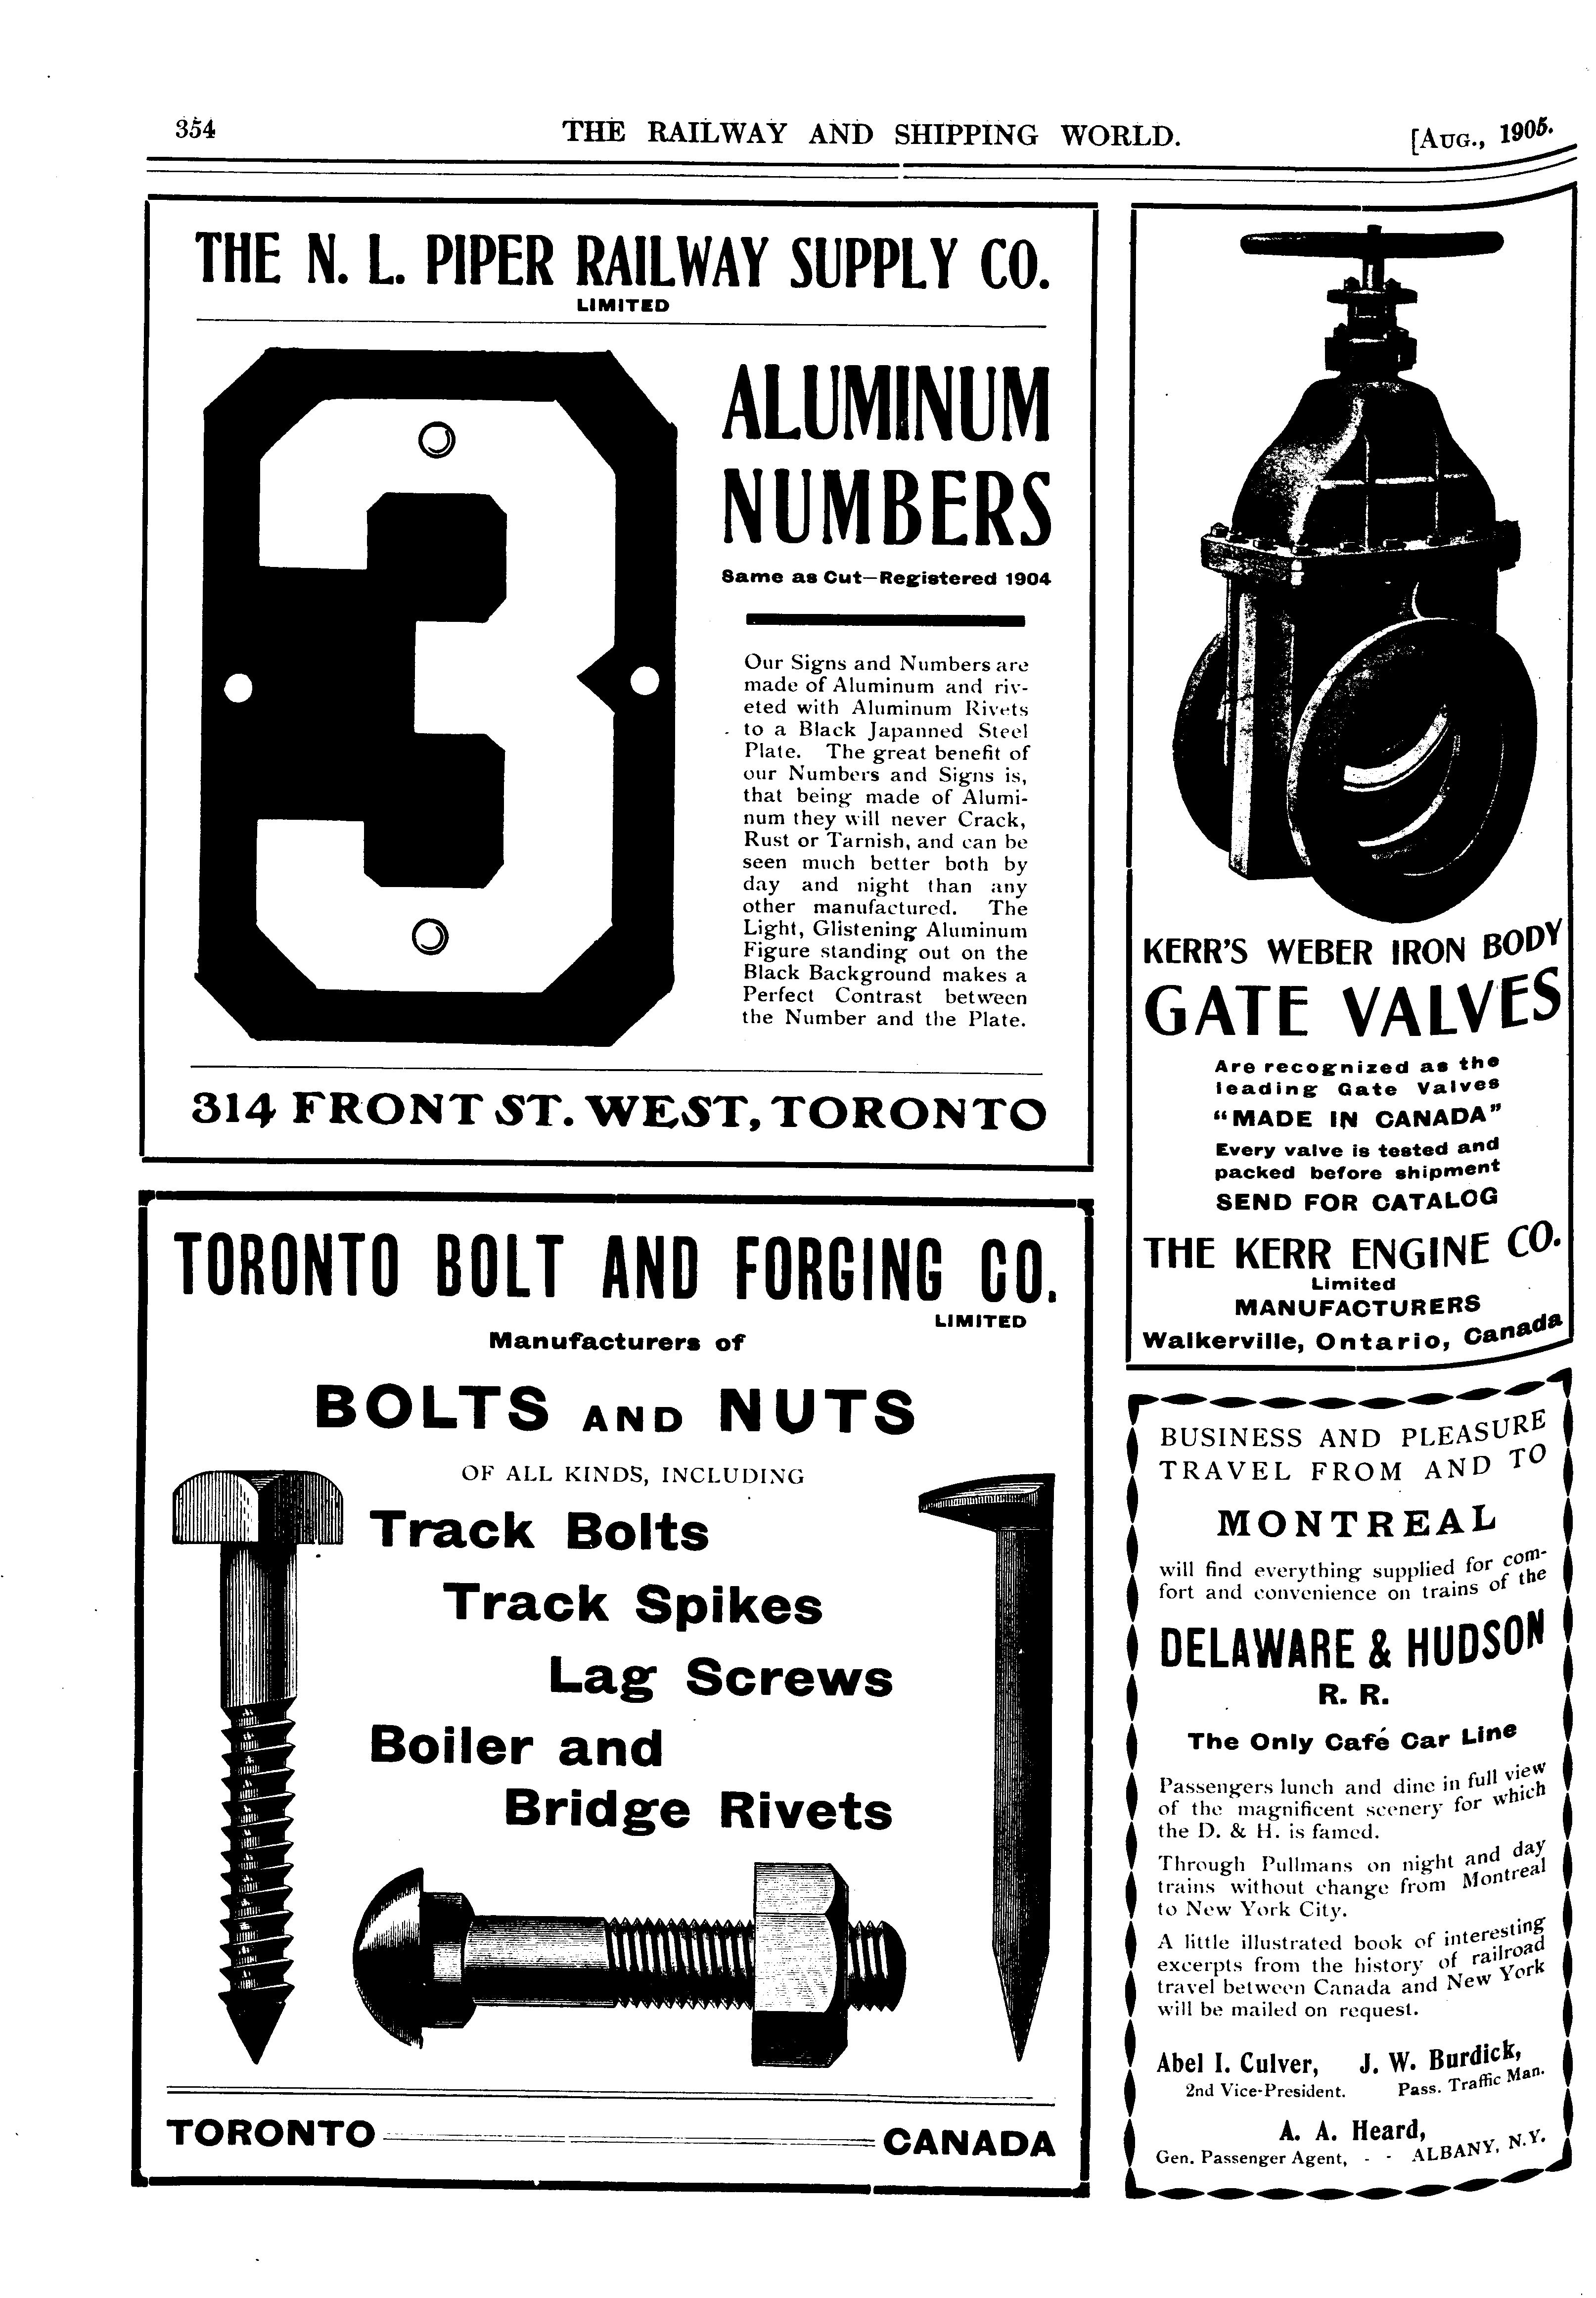 354
THE RAILWAY AND SHIPPING WORLD.
[AUG., 1905.
THE N. L. PIPER RAILWAY SUPPLY CO.
LIMITED
3
ALUMINUM
NUMBERS
Same as Cut—Registered 1904
Our Signs and Numbers are
made of Aluminum and riv-
eted with Aluminum Rivets
to a Black Japanned Steel
Plate. The great benefit of
our Numbers and Signs is,
that being made of Alumi-
num they will never Crack,
Rust or Tarnish, and can be
seen much better both by
day and night than any
other manufactured. The
Light, Glistening Aluminum
Figure standing out on the
Black Background makes a
Perfect Contrast between
the Number and the Plate.
314 FRONT ST. WEST, TORONTO
TORONTO BOLT AND FORGING CO.
LIMITED
Manufacturers of
BOLTS AND NUTS
OF ALL KINDS, INCLUDING
Track Bolts
Track Spikes
Lag Screws
Boiler and
Bridge Rivets
TORONTO CANADA
KERR'S WEBER IRON BODY
GATE VALVES
Are recognized as the
leading Gate Valves
"MADE IN CANADA"
Every valve is tested and
packed before shipment
SEND FOR CATALOG
THE KERR ENGINE CO.
Limited
MANUFACTURERS
Walkerville, Ontario, Canada
BUSINESS AND PLEASURE
TRAVEL FROM AND TO
MONTREAL
will find everything supplied for com-
fort and convenience on trains of the
DELAWARE & HUDSON
R. R.
The Only Café Car Line
Passengers lunch and dine in full view
of the magnificent scenery for which
the D. & H. is famed.
Through Pullmans on night and day
trains without change from Montreal
to New York City.
A little illustrated book of interesting
excerpts from the history of railroad
travel between Canada and New York
will be mailed on request.
Abel I. Culver, J. W. Burdick,
2nd Vice-President. Pass. Traffic Man.
A. A. Heard,
Gen. Passenger Agent, - - ALBANY, N.Y.